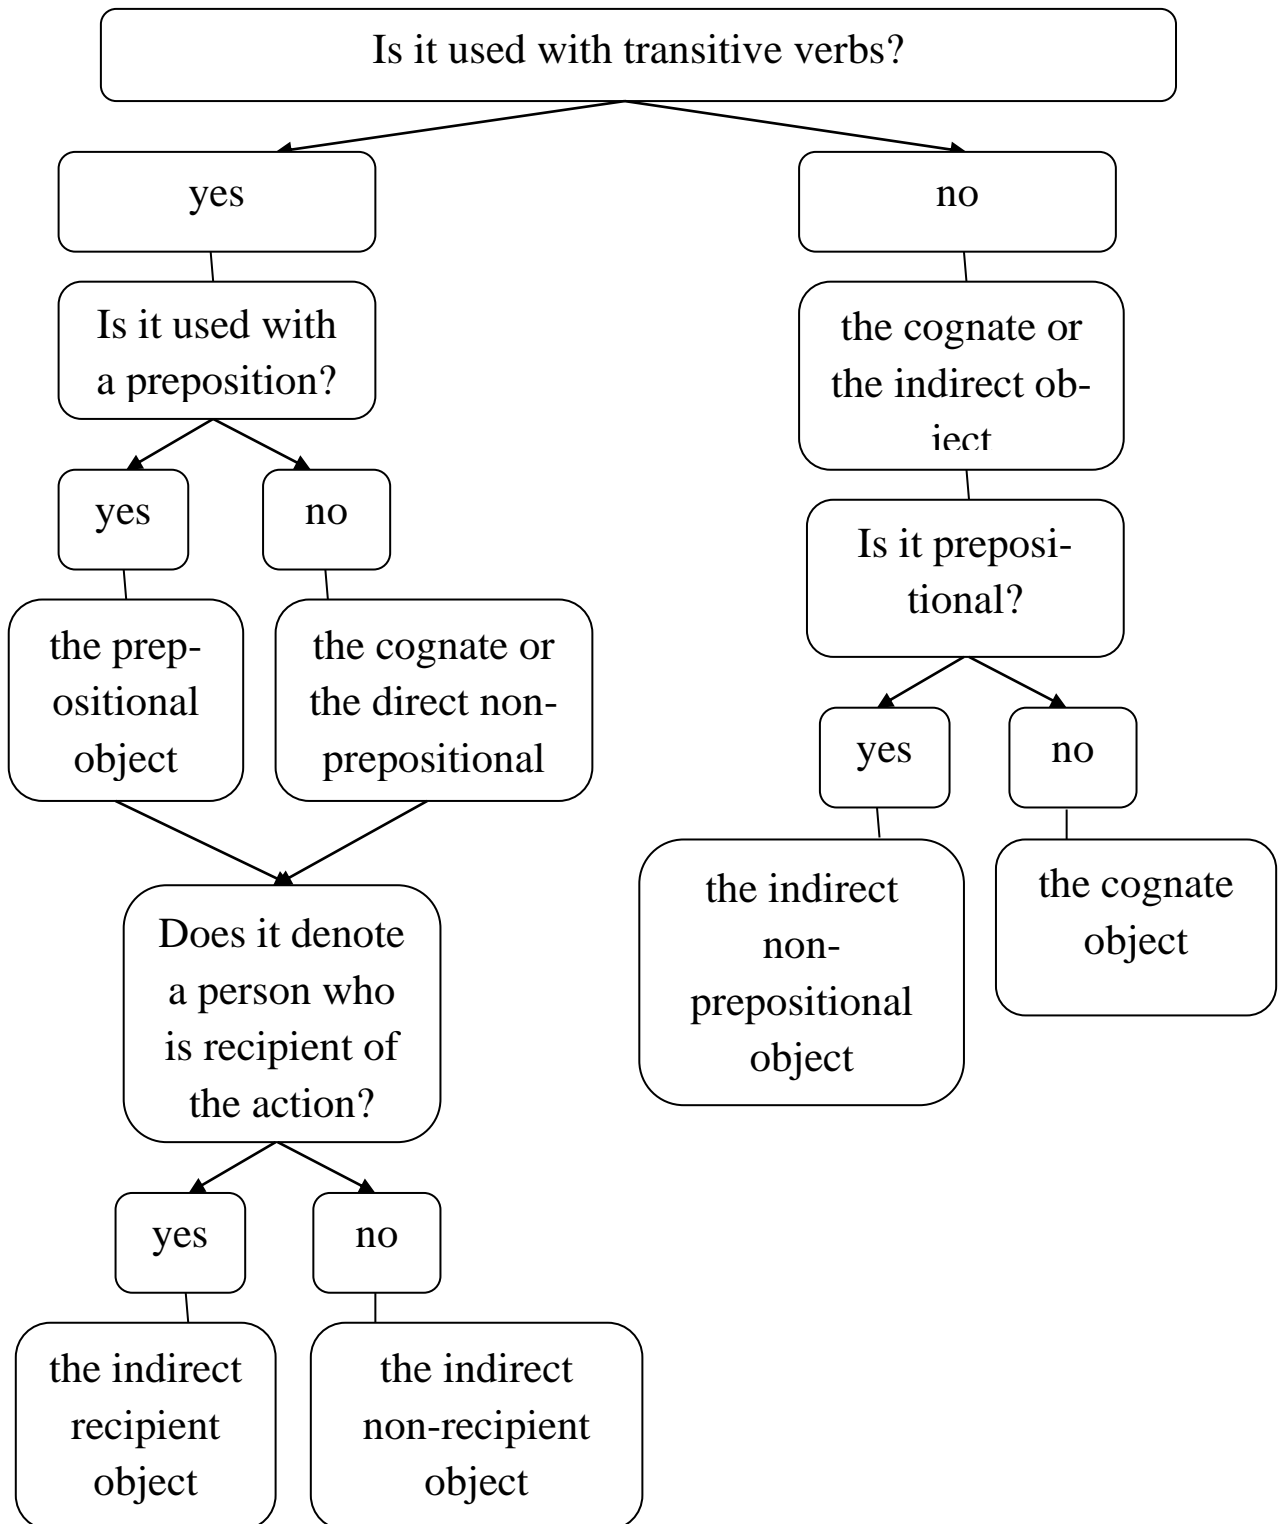 Is it used with transitive verbs?
yes
no
Is it used with
a preposition?
the cognate or
the indirect ob-
ject
yes
no
Is it preposi-
tional?
the prep-
ositional
object
the cognate or
the direct non-
prepositional
yes
no
the indirect
non-
prepositional
object
the cognate
object
Does it denote
a person who
is recipient of
the action?
yes
no
the indirect
recipient
object
the indirect
non-recipient
object